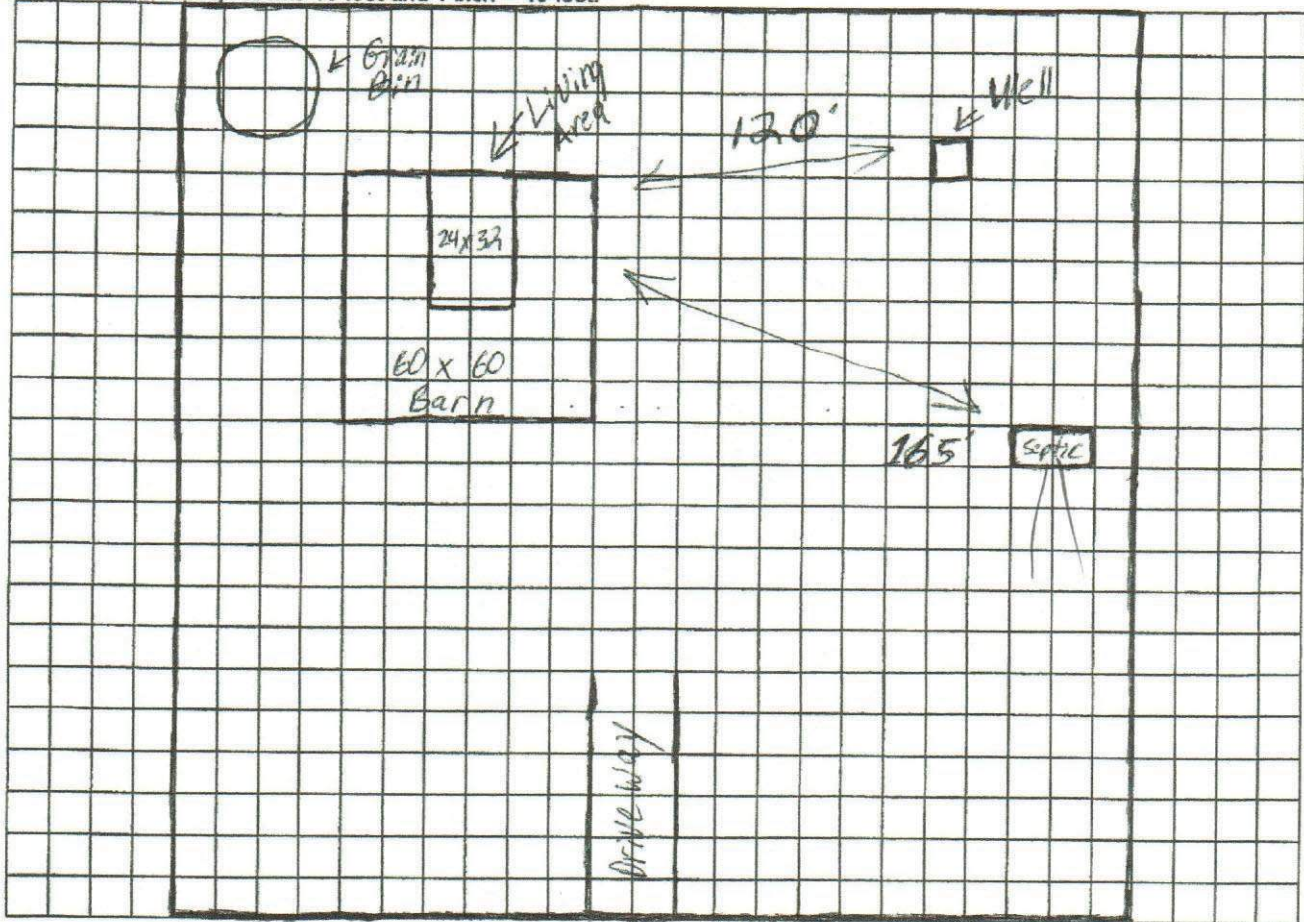 Grain
Bin
Living
Area
120'
Well
24x32
60 x 60
Barn
165'
Septic
Driveway